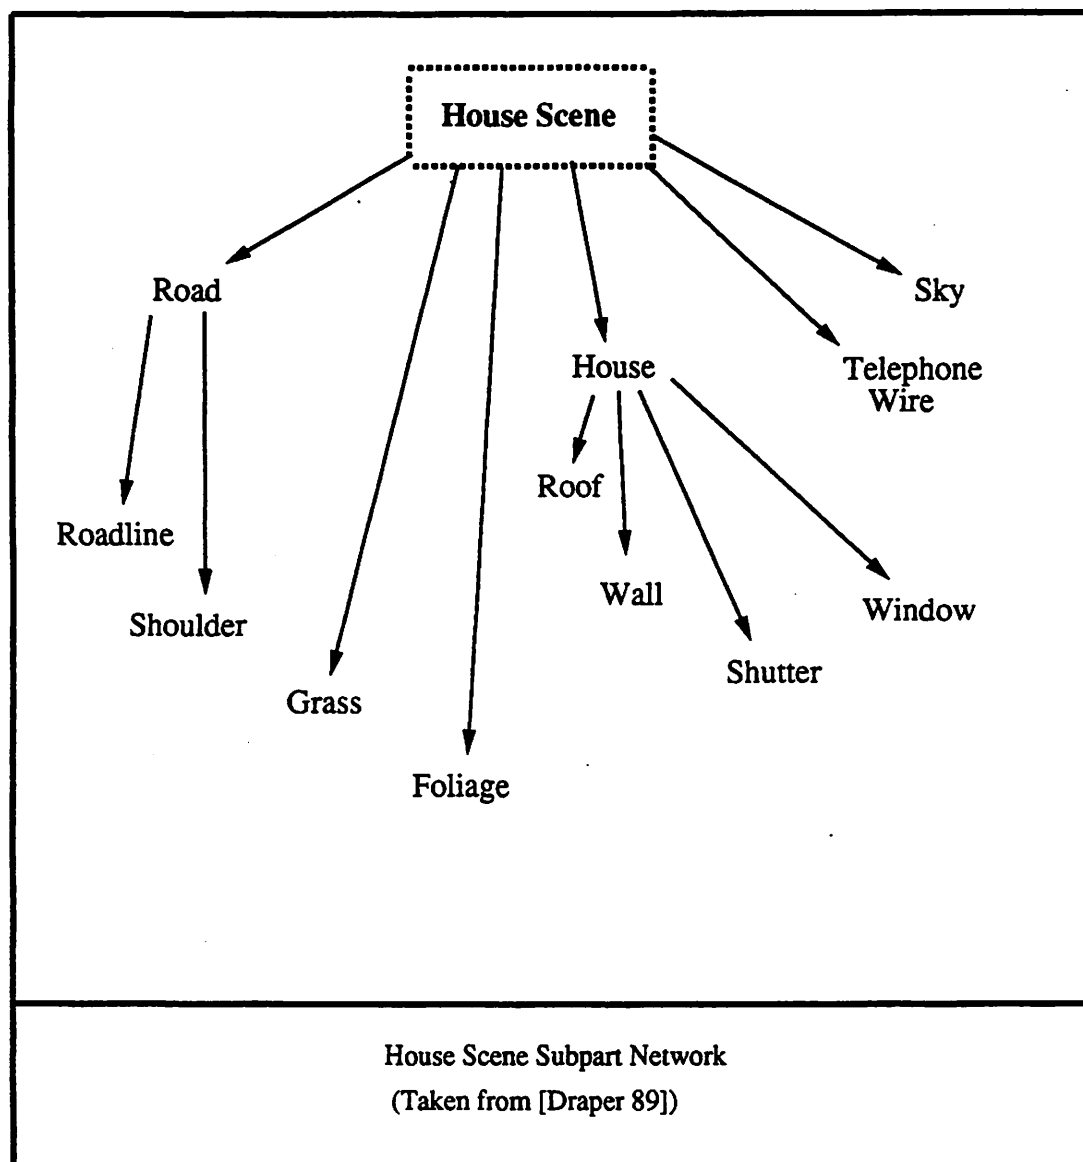 House Scene
Road
Sky
House
Telephone
Wire
Roof
Roadline
Wall
Window
Shoulder
Shutter
Grass
Foliage
House Scene Subpart Network
(Taken from [Draper 89])